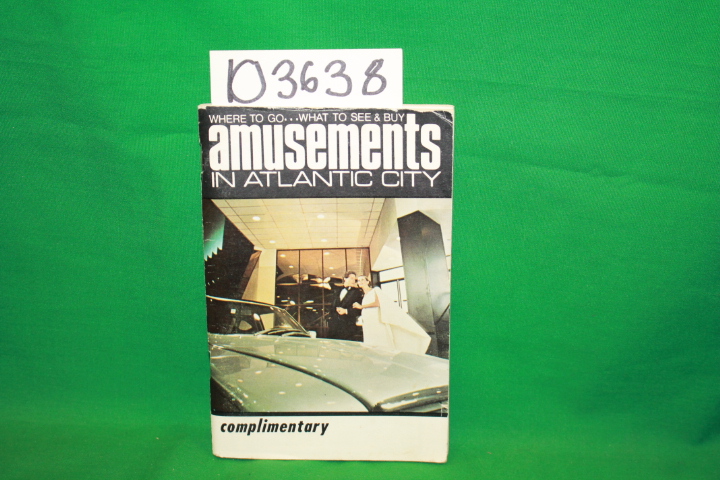 D3638
WHERE TO GO...WHAT TO SEE & BUY
amusements
IN ATLANTIC CITY
complimentary